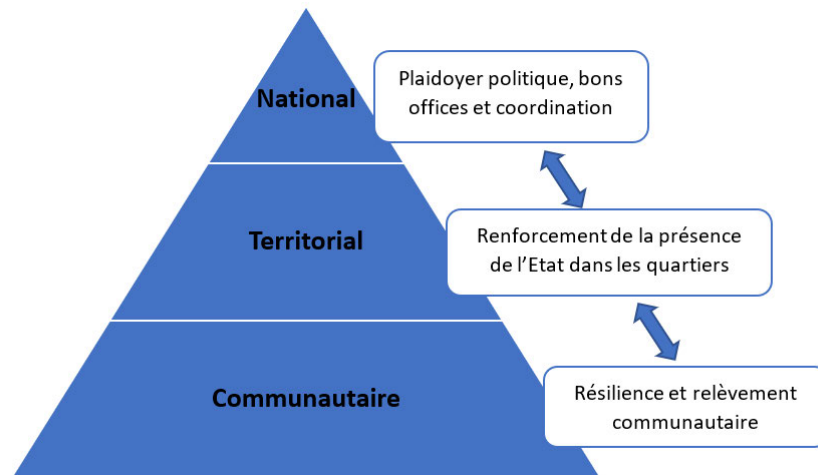 National
Plaidoyer politique, bons
offices et coordination
Territorial
Renforcement de la présence
de l’Etat dans les quartiers
Communautaire
Résilience et relèvement
communautaire